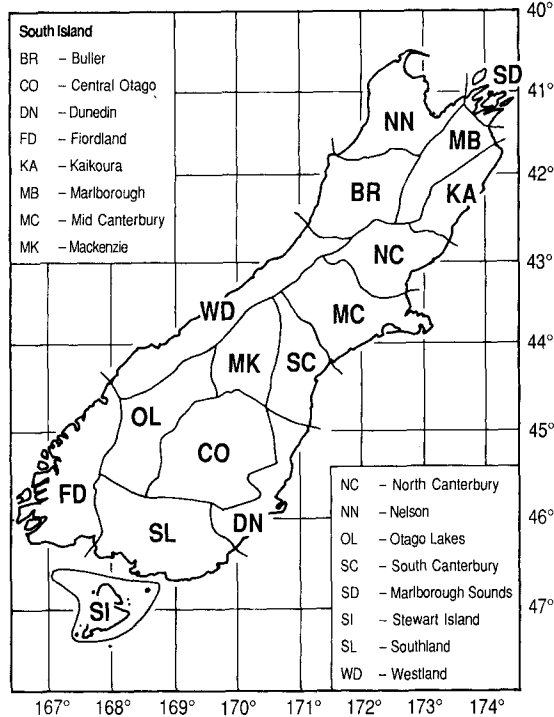 South Island
BR – Buller
CO – Central Otago
DN – Dunedin
FD – Fiordland
KA – Kaikoura
MB – Marlborough
MC – Mid Canterbury
MK – Mackenzie
40°
SD
41°
NN
MB
BR
KA
42°
NC
43°
WD
MC
MK
SC
44°
OL
45°
CO
FD
SL
DN
46°
SI
47°
NC – North Canterbury
NN – Nelson
OL – Otago Lakes
SC – South Canterbury
SD – Marlborough Sounds
SI – Stewart Island
SL – Southland
WD – Westland
167° 168° 169° 170° 171° 172° 173° 174°